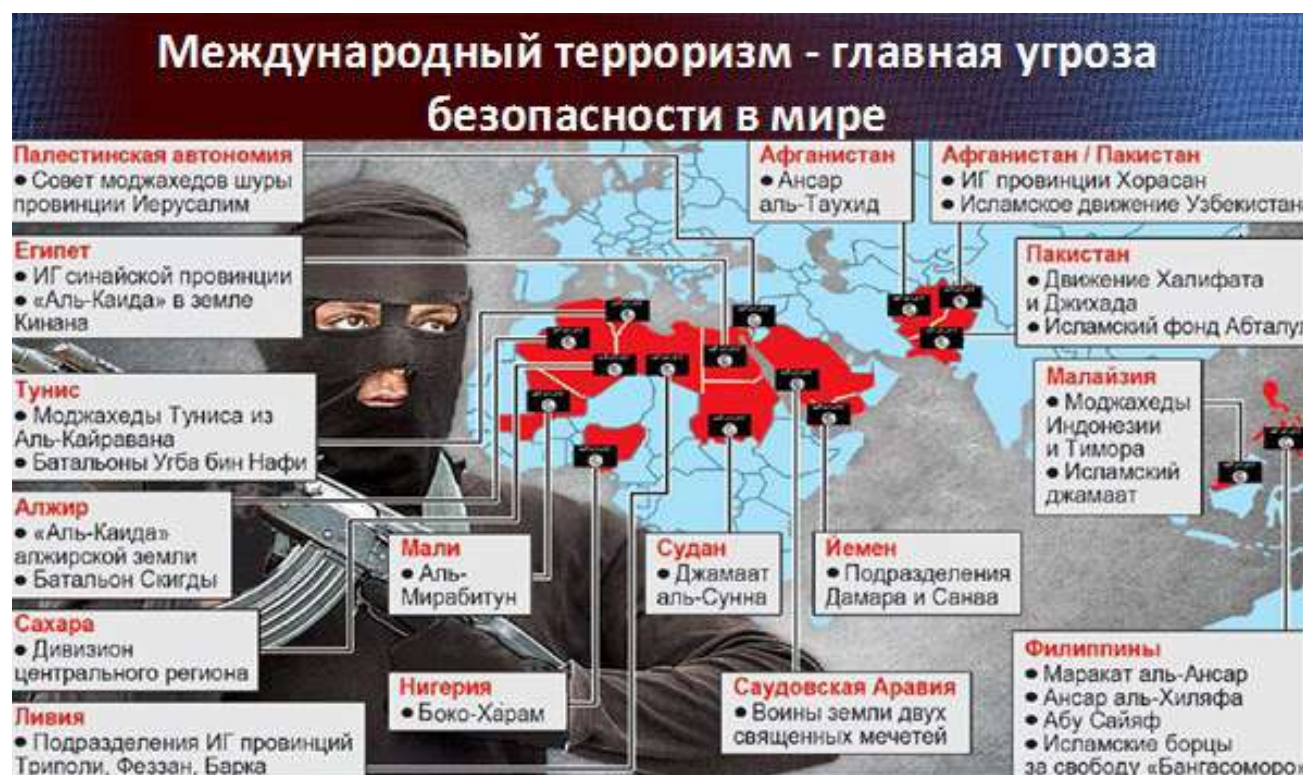 Международный терроризм - главная угроза
безопасности в мире
Палестинская автономия
• Совет моджахедов шуры
провинции Иерусалим
Египет
• ИГ синайской провинции
• «Аль-Каида» в земле
Кинана
Тунис
• Моджахеды Туниса из
Аль-Кайравана
• Батальоны Угба бин Нафи
Алжир
• «Аль-Каида»
алжирской земли
• Батальон Скигды
Сахара
• Дивизион
центрального региона
Ливия
• Подразделения ИГ провинций
Триполи, Феззан, Барка
Мали
• Аль-
Мирабитун
Нигерия
• Боко-Харам
Судан
• Джамаат
аль-Сунна
Саудовская Аравия
• Воины земли двух
священных мечетей
Йемен
• Подразделения
Дамара и Санаа
Афганистан
• Ансар
аль-Таухид
Афганистан / Пакистан
• ИГ провинции Хорасан
• Исламское движение Узбекистан
Пакистан
• Движение Халифата
и Джихада
• Исламский фонд
Малайзия
• Моджахеды
Индонезии
и Тимора
• Исламский
джамаат
Филиппины
• Маракат аль-Ансар
• Ансар аль-Хиляфа
• Абу Сайяф
• Исламские борцы
за свободу «Бангасоморо»